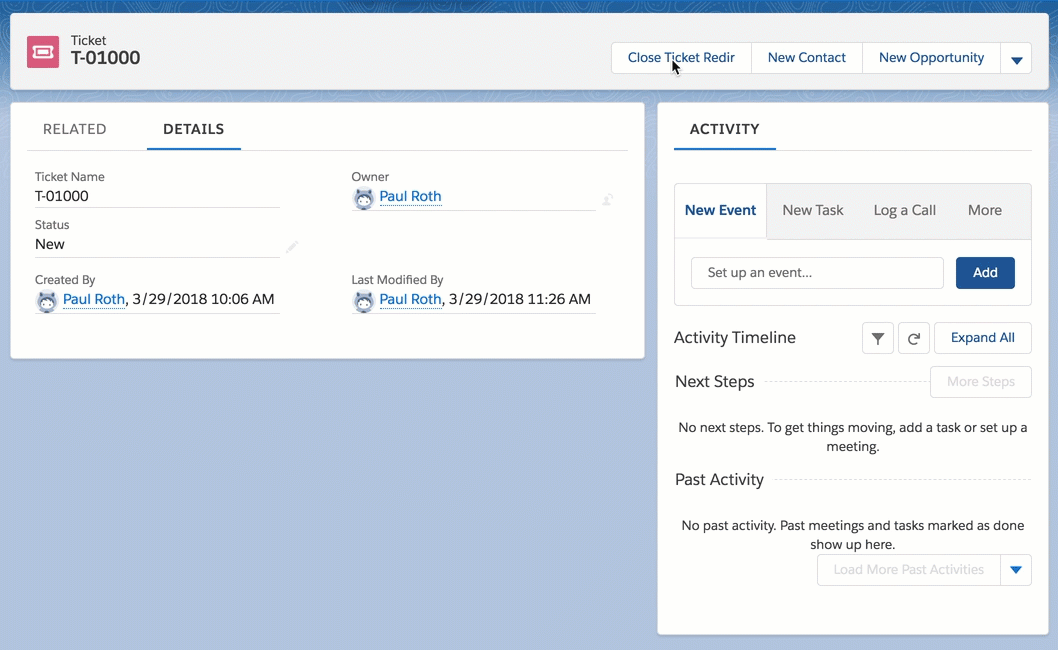 Ticket
T-01000
Close Ticket Redir
New Contact
New Opportunity
RELATED
DETAILS
Ticket Name
T-01000
Owner
Paul Roth
Status
New
Created By
Paul Roth, 3/29/2018 10:06 AM
Last Modified By
Paul Roth, 3/29/2018 11:26 AM
ACTIVITY
New Event
New Task
Log a Call
More
Set up an event...
Add
Activity Timeline
Expand All
Next Steps
More Steps
No next steps. To get things moving, add a task or set up a
meeting.
Past Activity
No past activity. Past meetings and tasks marked as done
show up here.
Load More Past Activities